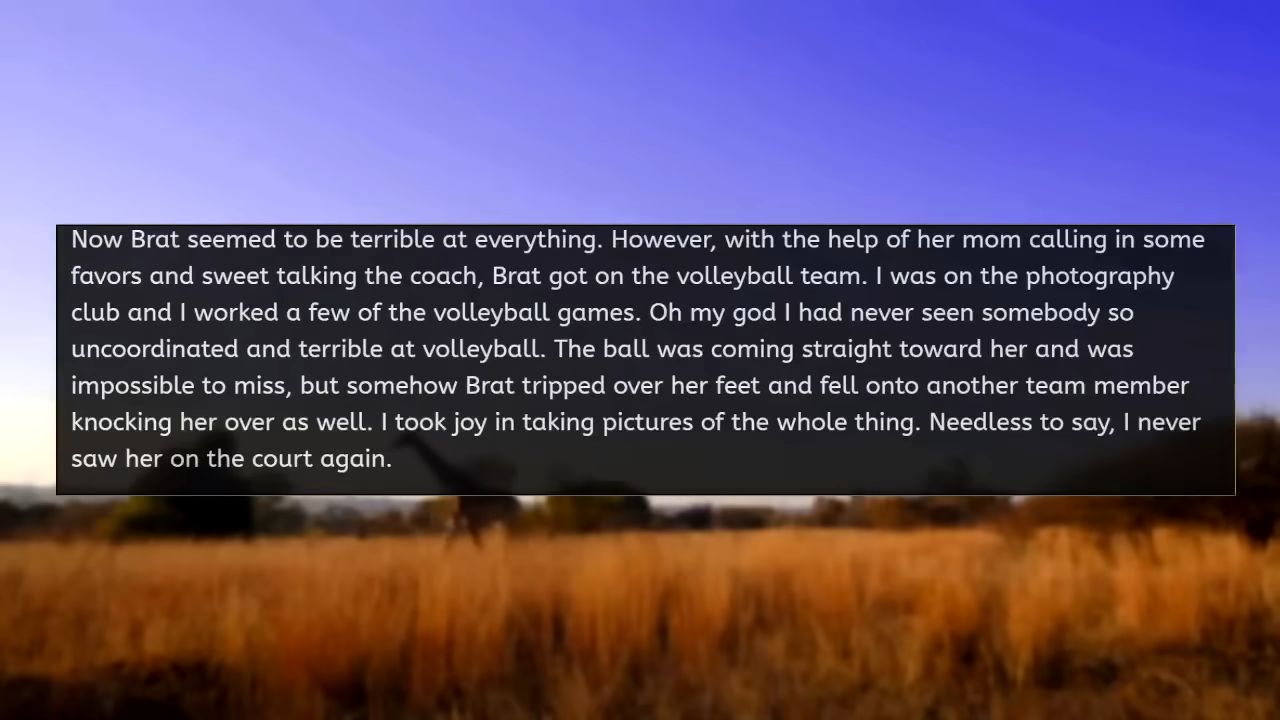 Now Brat seemed to be terrible at everything. However, with the help of her mom calling in some
favors and sweet talking the coach, Brat got on the volleyball team. I was on the photography
club and I worked a few of the volleyball games. Oh my god I had never seen somebody so
uncoordinated and terrible at volleyball. The ball was coming straight toward her and was
impossible to miss, but somehow Brat tripped over her feet and fell onto another team member
knocking her over as well. I took joy in taking pictures of the whole thing. Needless to say, I never
saw her on the court again.